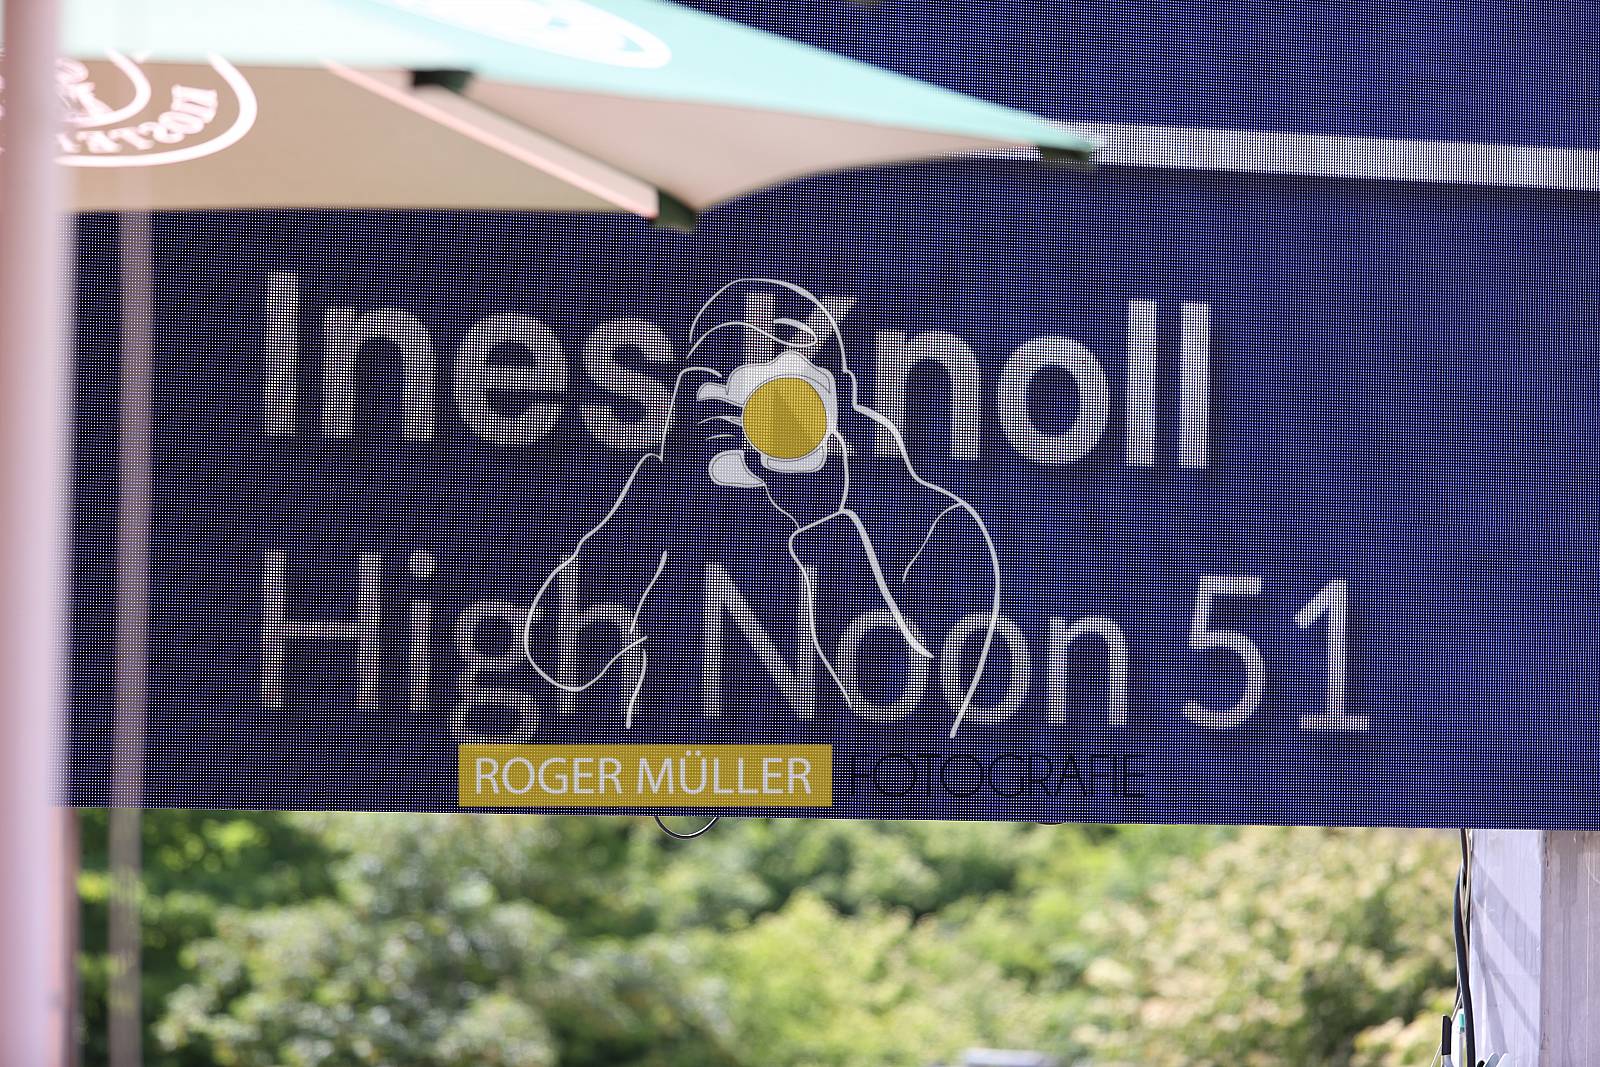 Ines Knoll
High Noon 51
ROGER MÜLLER FOTOGRAFIE